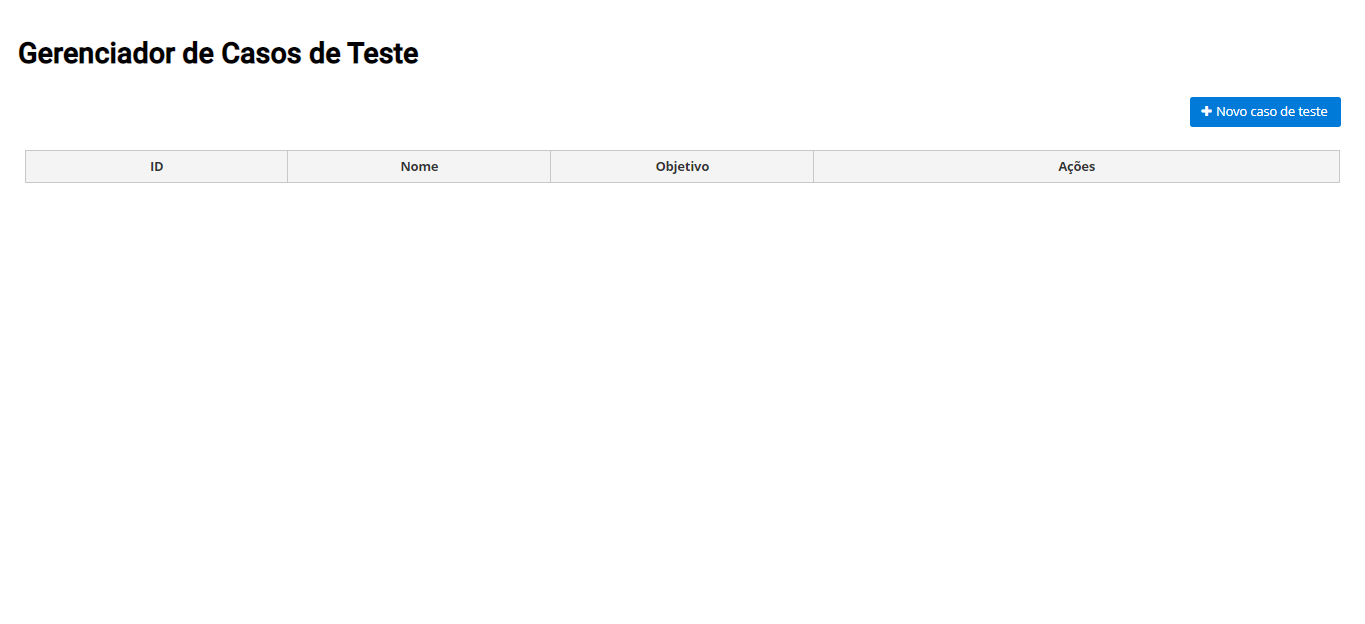 Gerenciador de Casos de Teste
Novo caso de teste
ID Nome Objetivo Ações